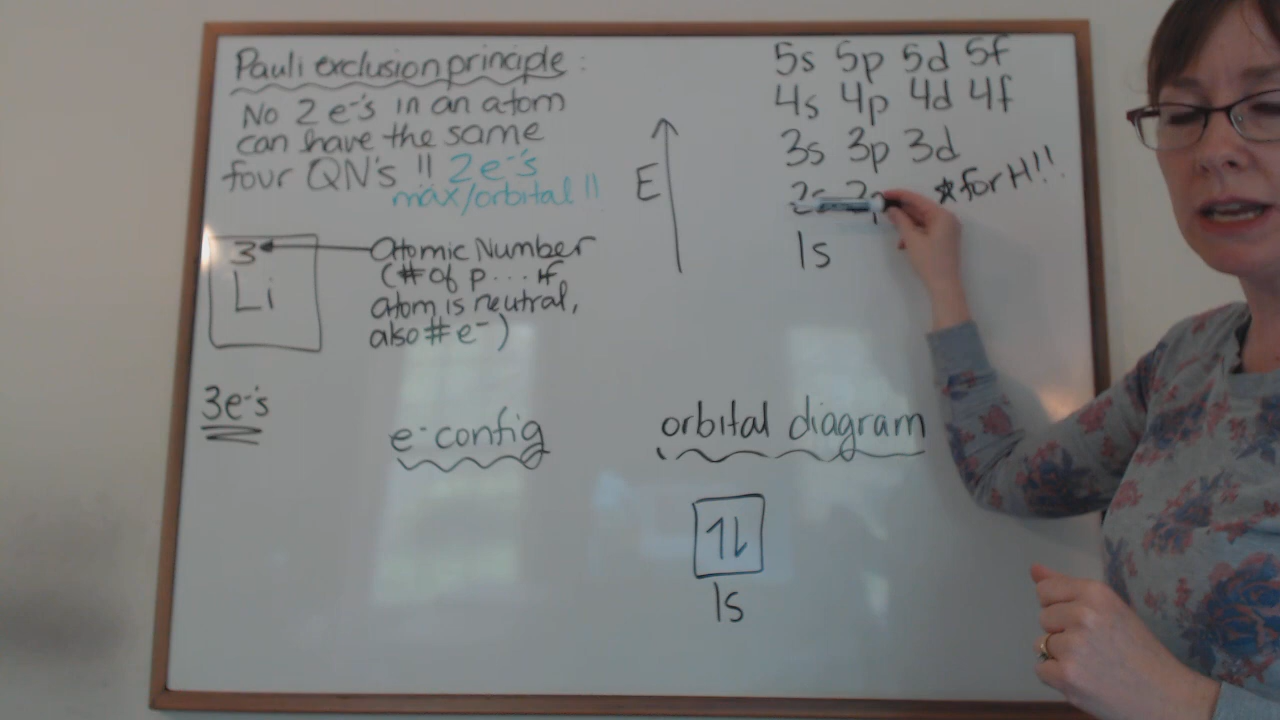 Pauli exclusion principle :
No 2 e⁻'s in an atom
can have the same
four QN's !! 2e⁻'s
max/orbital !!
3
Li
Atomic Number
(# of p ... if
atom is neutral,
also # e⁻)
3e⁻'s
e⁻ config
E
5s 5p 5d 5f
4s 4p 4d 4f
3s 3p 3d
*for H!!
1s
orbital diagram
1s